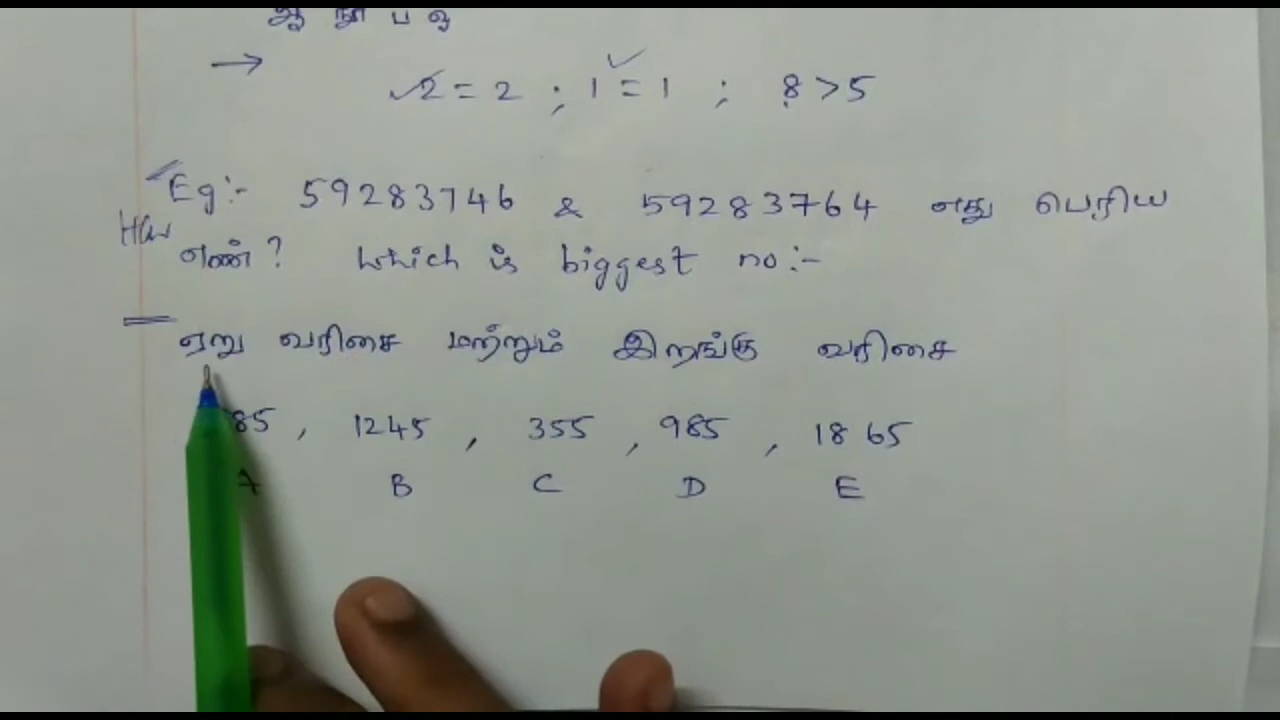 ஆ நூ ப ஒ
→
✓2 = 2 ; 1 = 1 ; 8 > 5
Eg:- 59283746 & 59283764 எது பெரிய
HW
எண்? Which is biggest no:-
ஏறு வரிசை மற்றும் இறங்கு வரிசை
85, 1245, 355, 985, 1865
A B C D E